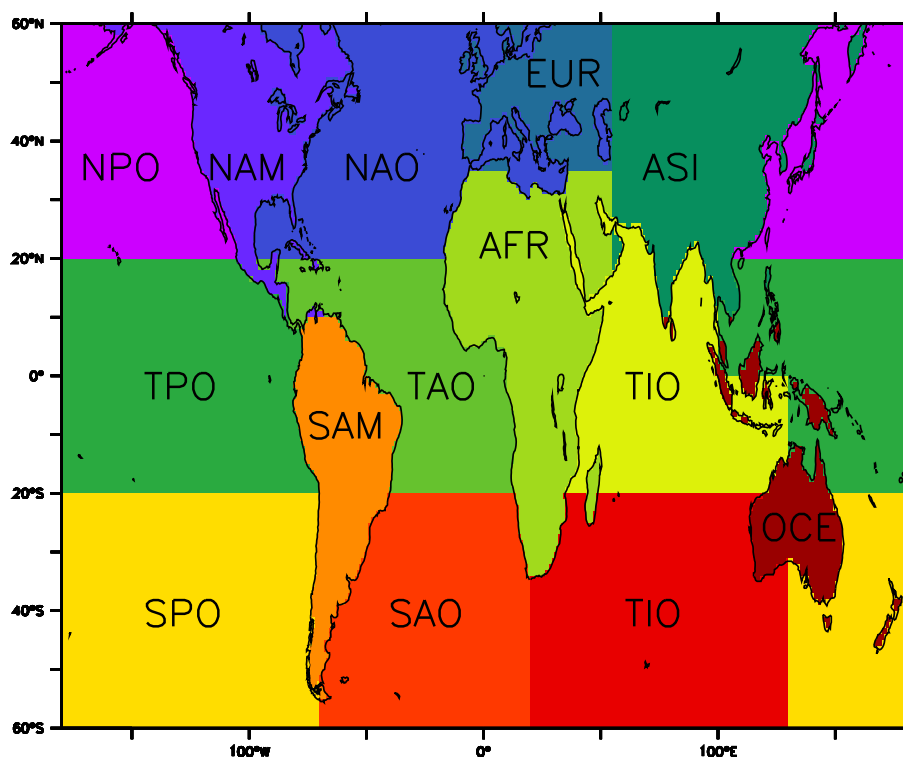 60°N
EUR
40°N
NPO NAM NAO ASI
AFR
20°N
0°
TPO TAO TIO
SAM
20°S
OCE
40°S
SPO SAO TIO
60°S
100°W 0° 100°E